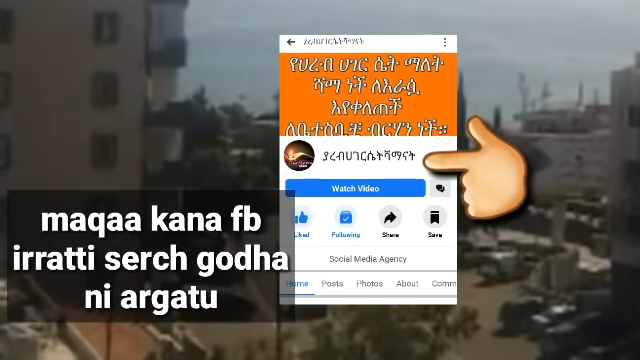 ያረብሀገርሴትሻማናት
የሀረብ ሀገር ሴት ማለት
ሻማ ነች ለእራሷ
እየቀለጠች
ለቤተሰቧቿ ብርሃን ነች።
ያረብሀገርሴትሻማናት
Watch Video
Liked
Following
Share
Save
Social Media Agency
Home
Posts
Photos
About
Comm
maqaa kana fb
irratti serch godha
ni argatu